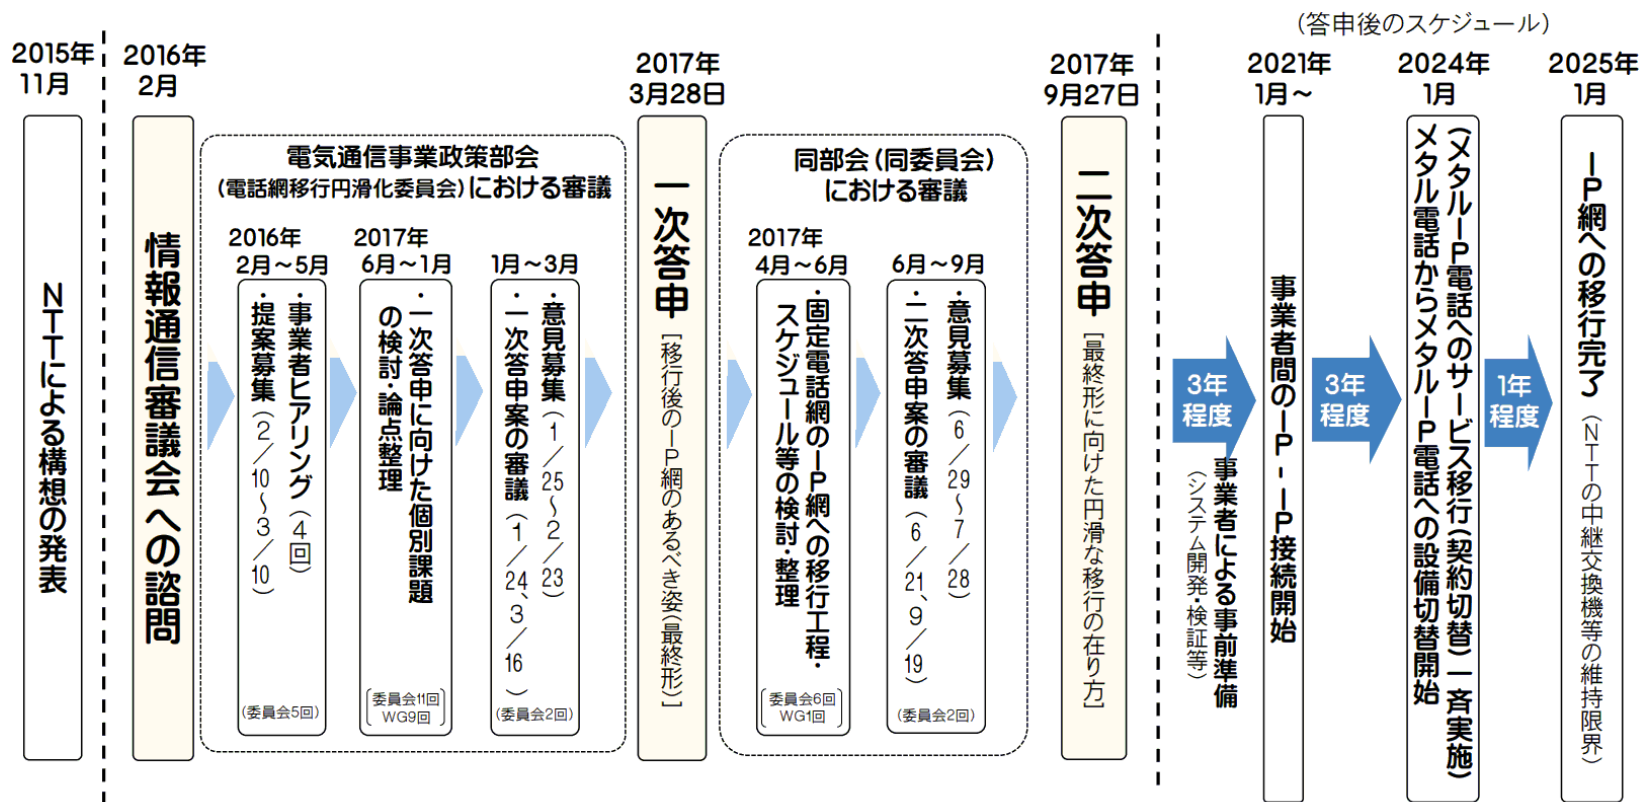 2015年
11月
NTTによる構想の発表
2016年
2月
情報通信審議会への諮問
電気通信事業政策部会
(電話網移行円滑化委員会)における審議
2016年
2月～5月
・事業者ヒアリング(4回)
・提案募集(2/10～3/10)
(委員会5回)
2017年
6月～1月
・一次答申に向けた個別課題
の検討・論点整理
委員会11回
WG9回
1月～3月
・意見募集(1/25～2/23)
・一次答申案の審議(1/24、3/16)
(委員会2回)
2017年
3月28日
一次答申
[移行後のIP網のあるべき姿(最終形)]
同部会(同委員会)
における審議
2017年
4月～6月
・固定電話網のIP網への移行工程・
スケジュール等の検討・整理
委員会6回
WG1回
6月～9月
・意見募集(6/29～7/28)
・二次答申案の審議(6/21、9/19)
(委員会2回)
2017年
9月27日
二次答申
[最終形に向けた円滑な移行の在り方]
(答申後のスケジュール)
3年
程度
事業者による事前準備
(システム開発・検証等)
2021年
1月～
事業者間のIP-IP接続開始
3年
程度
2024年
1月
(メタルIP電話へのサービス移行(契約切替)一斉実施)
メタル電話からメタルIP電話への設備切替開始
1年
程度
2025年
1月
IP網への移行完了(NTTの中継交換機等の維持限界)